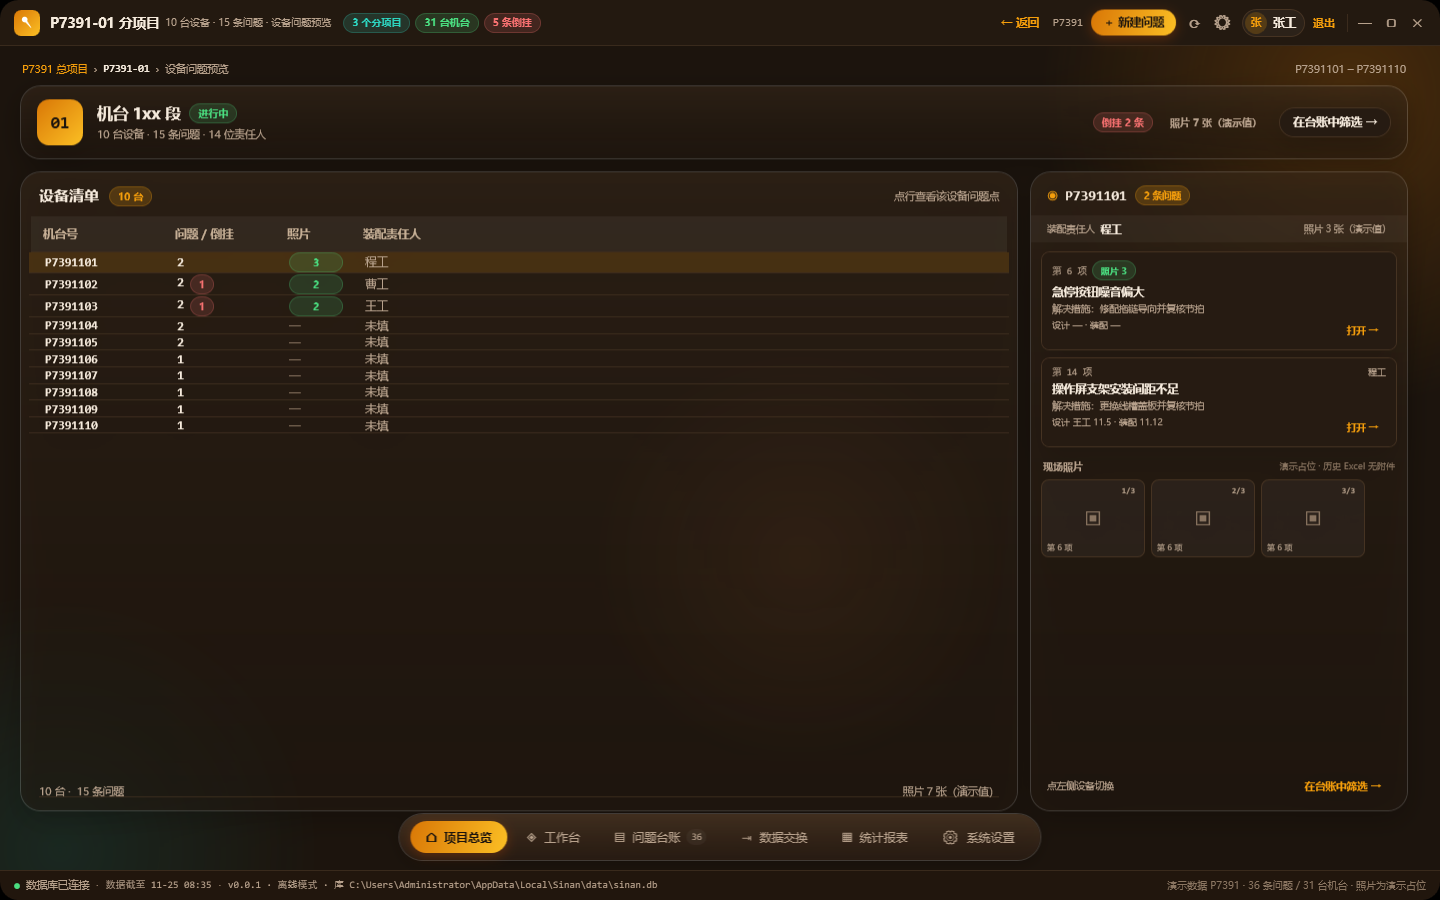 P7391-01 分项目 10 台设备 · 15 条问题 · 设备问题预览 3 个分项目 31 台机台 5 条倒挂 ← 返回 P7391 + 新建问题 张 张工 退出
P7391 总项目 › P7391-01 › 设备问题预览 P7391101 – P7391110
01 机台 1xx 段 进行中
10 台设备 · 15 条问题 · 14 位责任人
倒挂 2 条 照片 7 张（演示值） 在台账中筛选 →
设备清单 10 台 点行查看该设备问题点
机台号 问题 / 倒挂 照片 装配责任人
P7391101 2 3 程工
P7391102 2 1 2 曹工
P7391103 2 1 2 王工
P7391104 2 — 未填
P7391105 2 — 未填
P7391106 1 — 未填
P7391107 1 — 未填
P7391108 1 — 未填
P7391109 1 — 未填
P7391110 1 — 未填
10 台 · 15 条问题 照片 7 张（演示值）
P7391101 2 条问题
装配责任人 程工 照片 3 张（演示值）
第 6 项 照片 3
急停按钮噪音偏大
解决措施：修配拖链导向并复核节拍
设计 — · 装配 —
打开 →
第 14 项 程工
操作屏支架安装间距不足
解决措施：更换线槽盖板并复核节拍
设计 王工 11.5 · 装配 11.12
打开 →
现场照片 演示占位 · 历史 Excel 无附件
1/3 2/3 3/3
第 6 项 第 6 项 第 6 项
点左侧设备切换 在台账中筛选 →
项目总览 工作台 问题台账 36 数据交换 统计报表 系统设置
数据库已连接 · 数据截至 11-25 08:35 · v0.0.1 · 离线模式 · 库 C:\Users\Administrator\AppData\Local\Sinan\data\sinan.db 演示数据 P7391 · 36 条问题 / 31 台机台 · 照片为演示占位